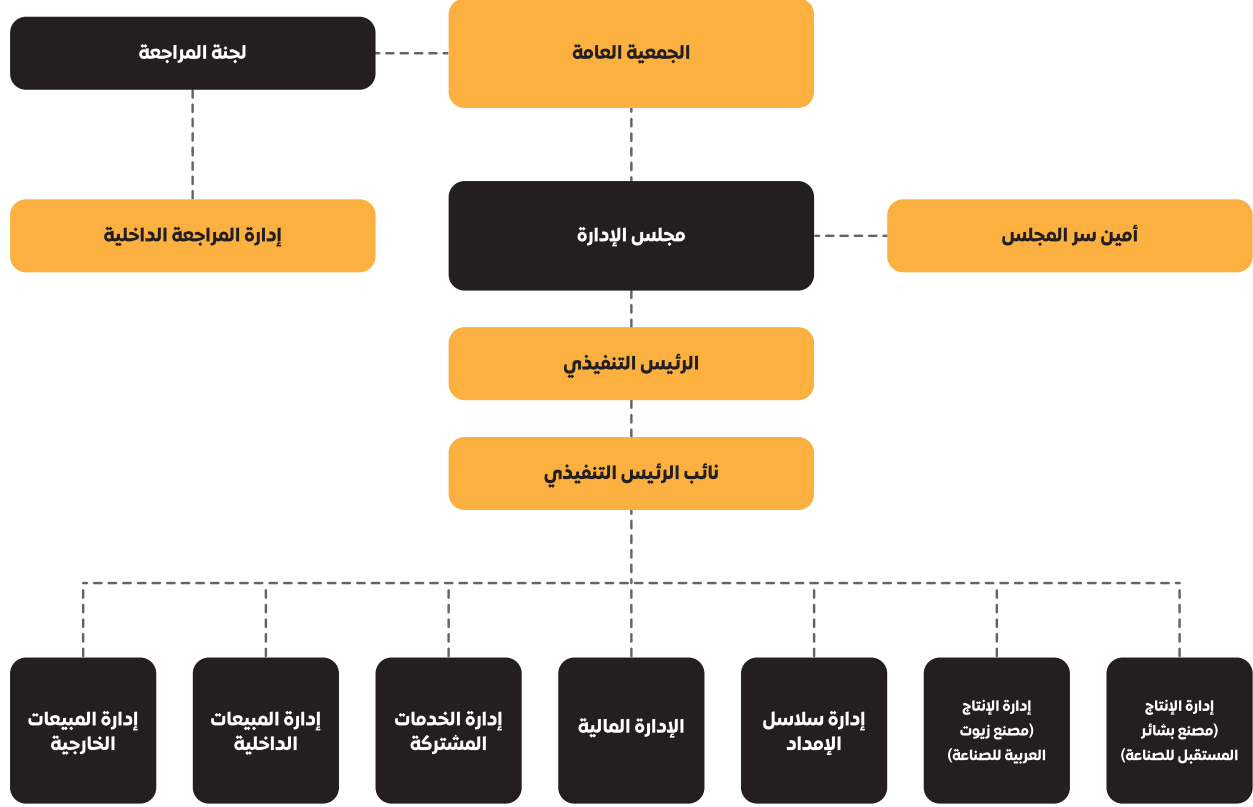 الجمعية العامة
لجنة المراجعة
أمين سر المجلس
مجلس الإدارة
إدارة المراجعة الداخلية
الرئيس التنفيذي
نائب الرئيس التنفيذي
إدارة الإنتاج
(مصنع بشائر
المستقبل للصناعة)
إدارة الإنتاج
(مصنع زيوت
العربية للصناعة)
إدارة سلاسل
الإمداد
الإدارة المالية
إدارة الخدمات
المشتركة
إدارة المبيعات
الداخلية
إدارة المبيعات
الخارجية